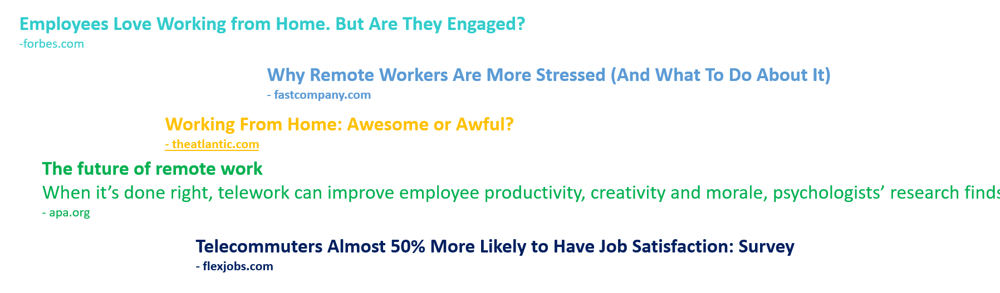 Employees Love Working from Home. But Are They Engaged?
-forbes.com
Why Remote Workers Are More Stressed (And What To Do About It)
- fastcompany.com
Working From Home: Awesome or Awful?
- theatlantic.com
The future of remote work
When it’s done right, telework can improve employee productivity, creativity and morale, psychologists’ research finds
- apa.org
Telecommuters Almost 50% More Likely to Have Job Satisfaction: Survey
- flexjobs.com